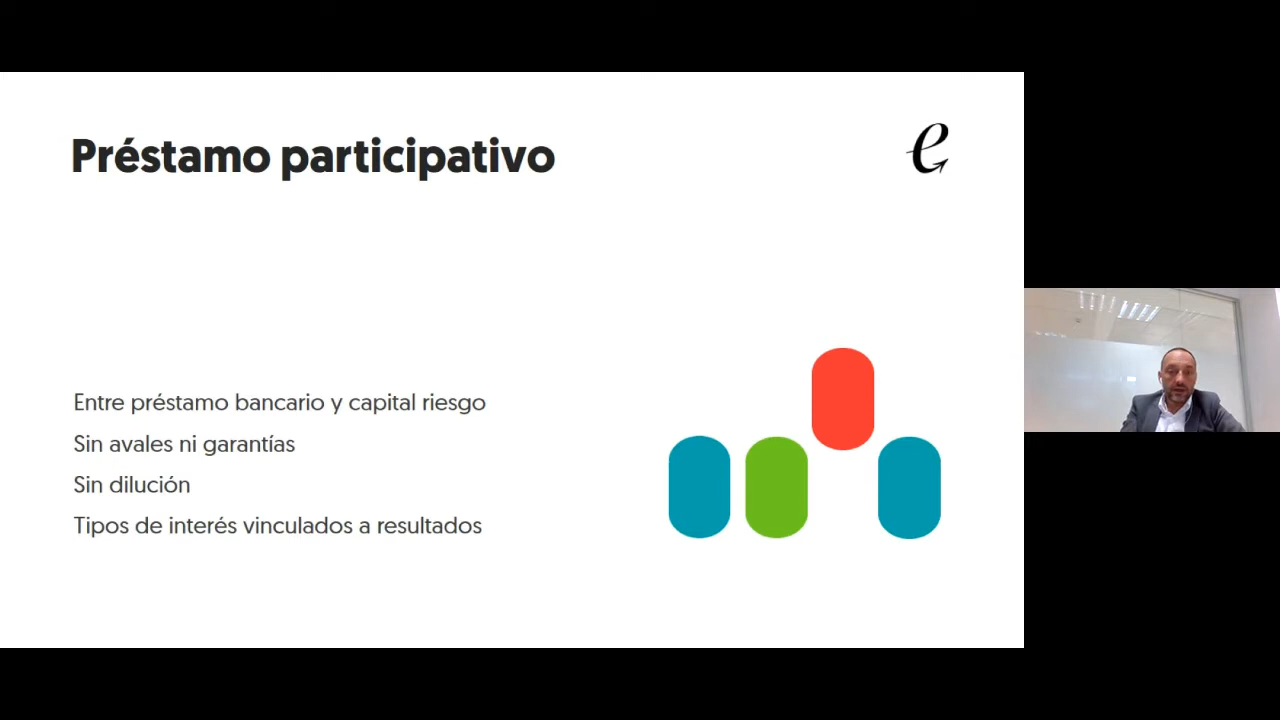 Préstamo participativo
e
Entre préstamo bancario y capital riesgo
Sin avales ni garantías
Sin dilución
Tipos de interés vinculados a resultados